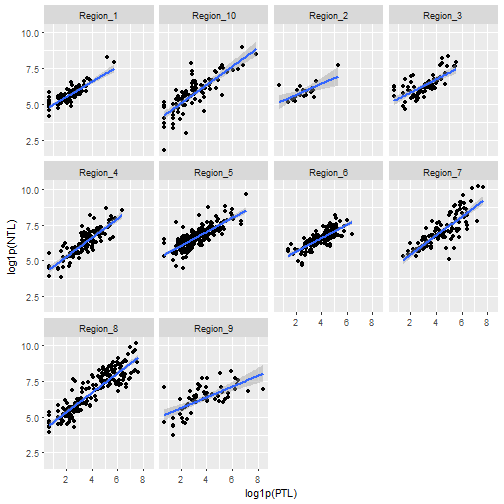 Region_1 Region_10 Region_2 Region_3
10.0
7.5
5.0
2.5
Region_4 Region_5 Region_6 Region_7
10.0
7.5
5.0
2.5
log1p(NTL)
2 4 6 8 2 4 6 8
Region_8 Region_9
10.0
7.5
5.0
2.5
2 4 6 8 2 4 6 8
log1p(PTL)